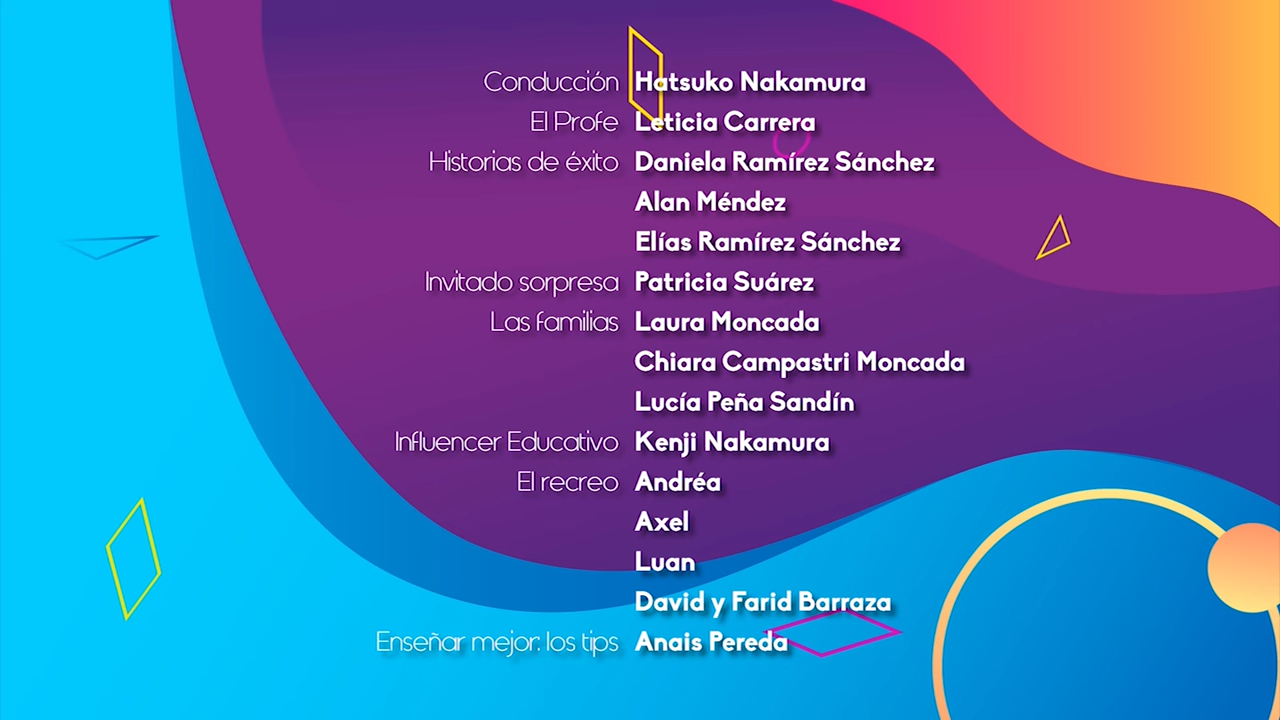 Conducción Hatsuko Nakamura
El Profe Leticia Carrera
Historias de éxito Daniela Ramírez Sánchez
Alan Méndez
Elías Ramírez Sánchez
Invitado sorpresa Patricia Suárez
Las familias Laura Moncada
Chiara Campastri Moncada
Lucía Peña Sandín
Influencer Educativo Kenji Nakamura
El recreo Andréa
Axel
Luan
David y Farid Barraza
Enseñar mejor: los tips Anais Pereda